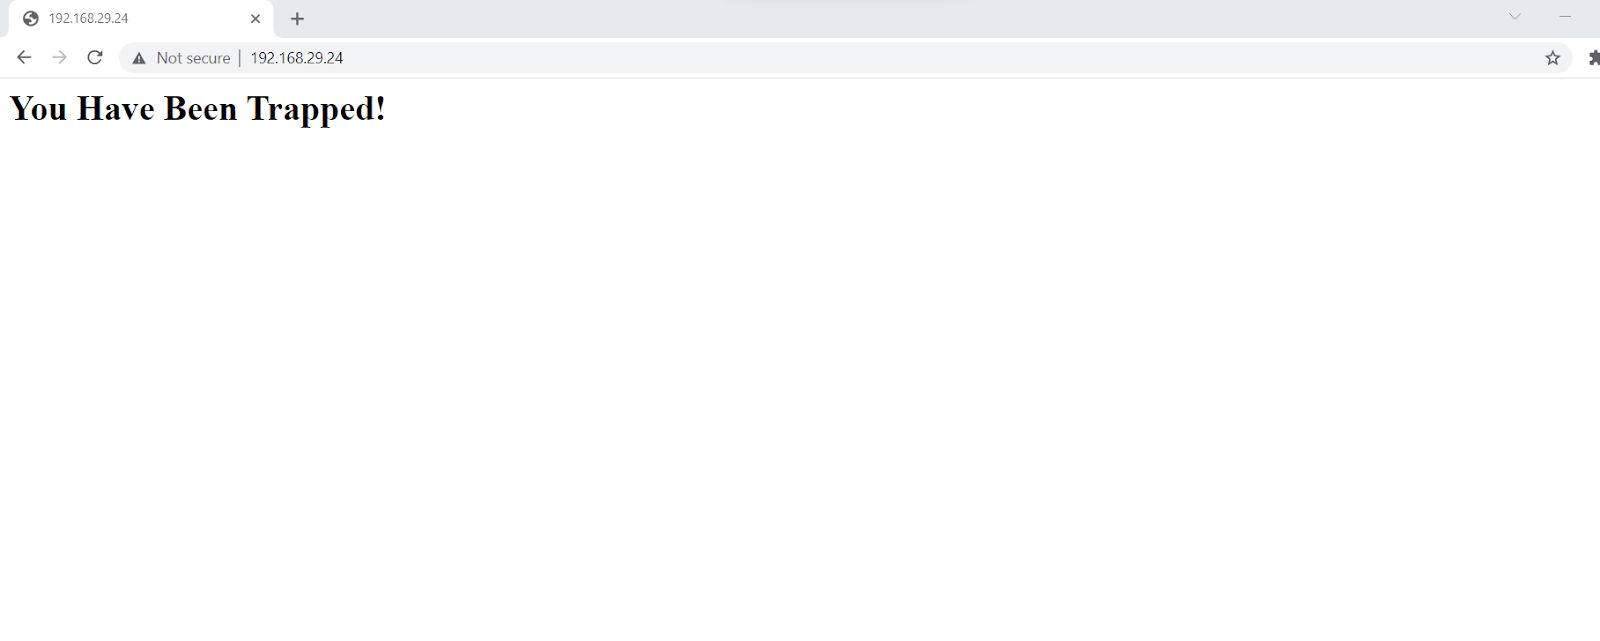 192.168.29.24
Not secure | 192.168.29.24
You Have Been Trapped!